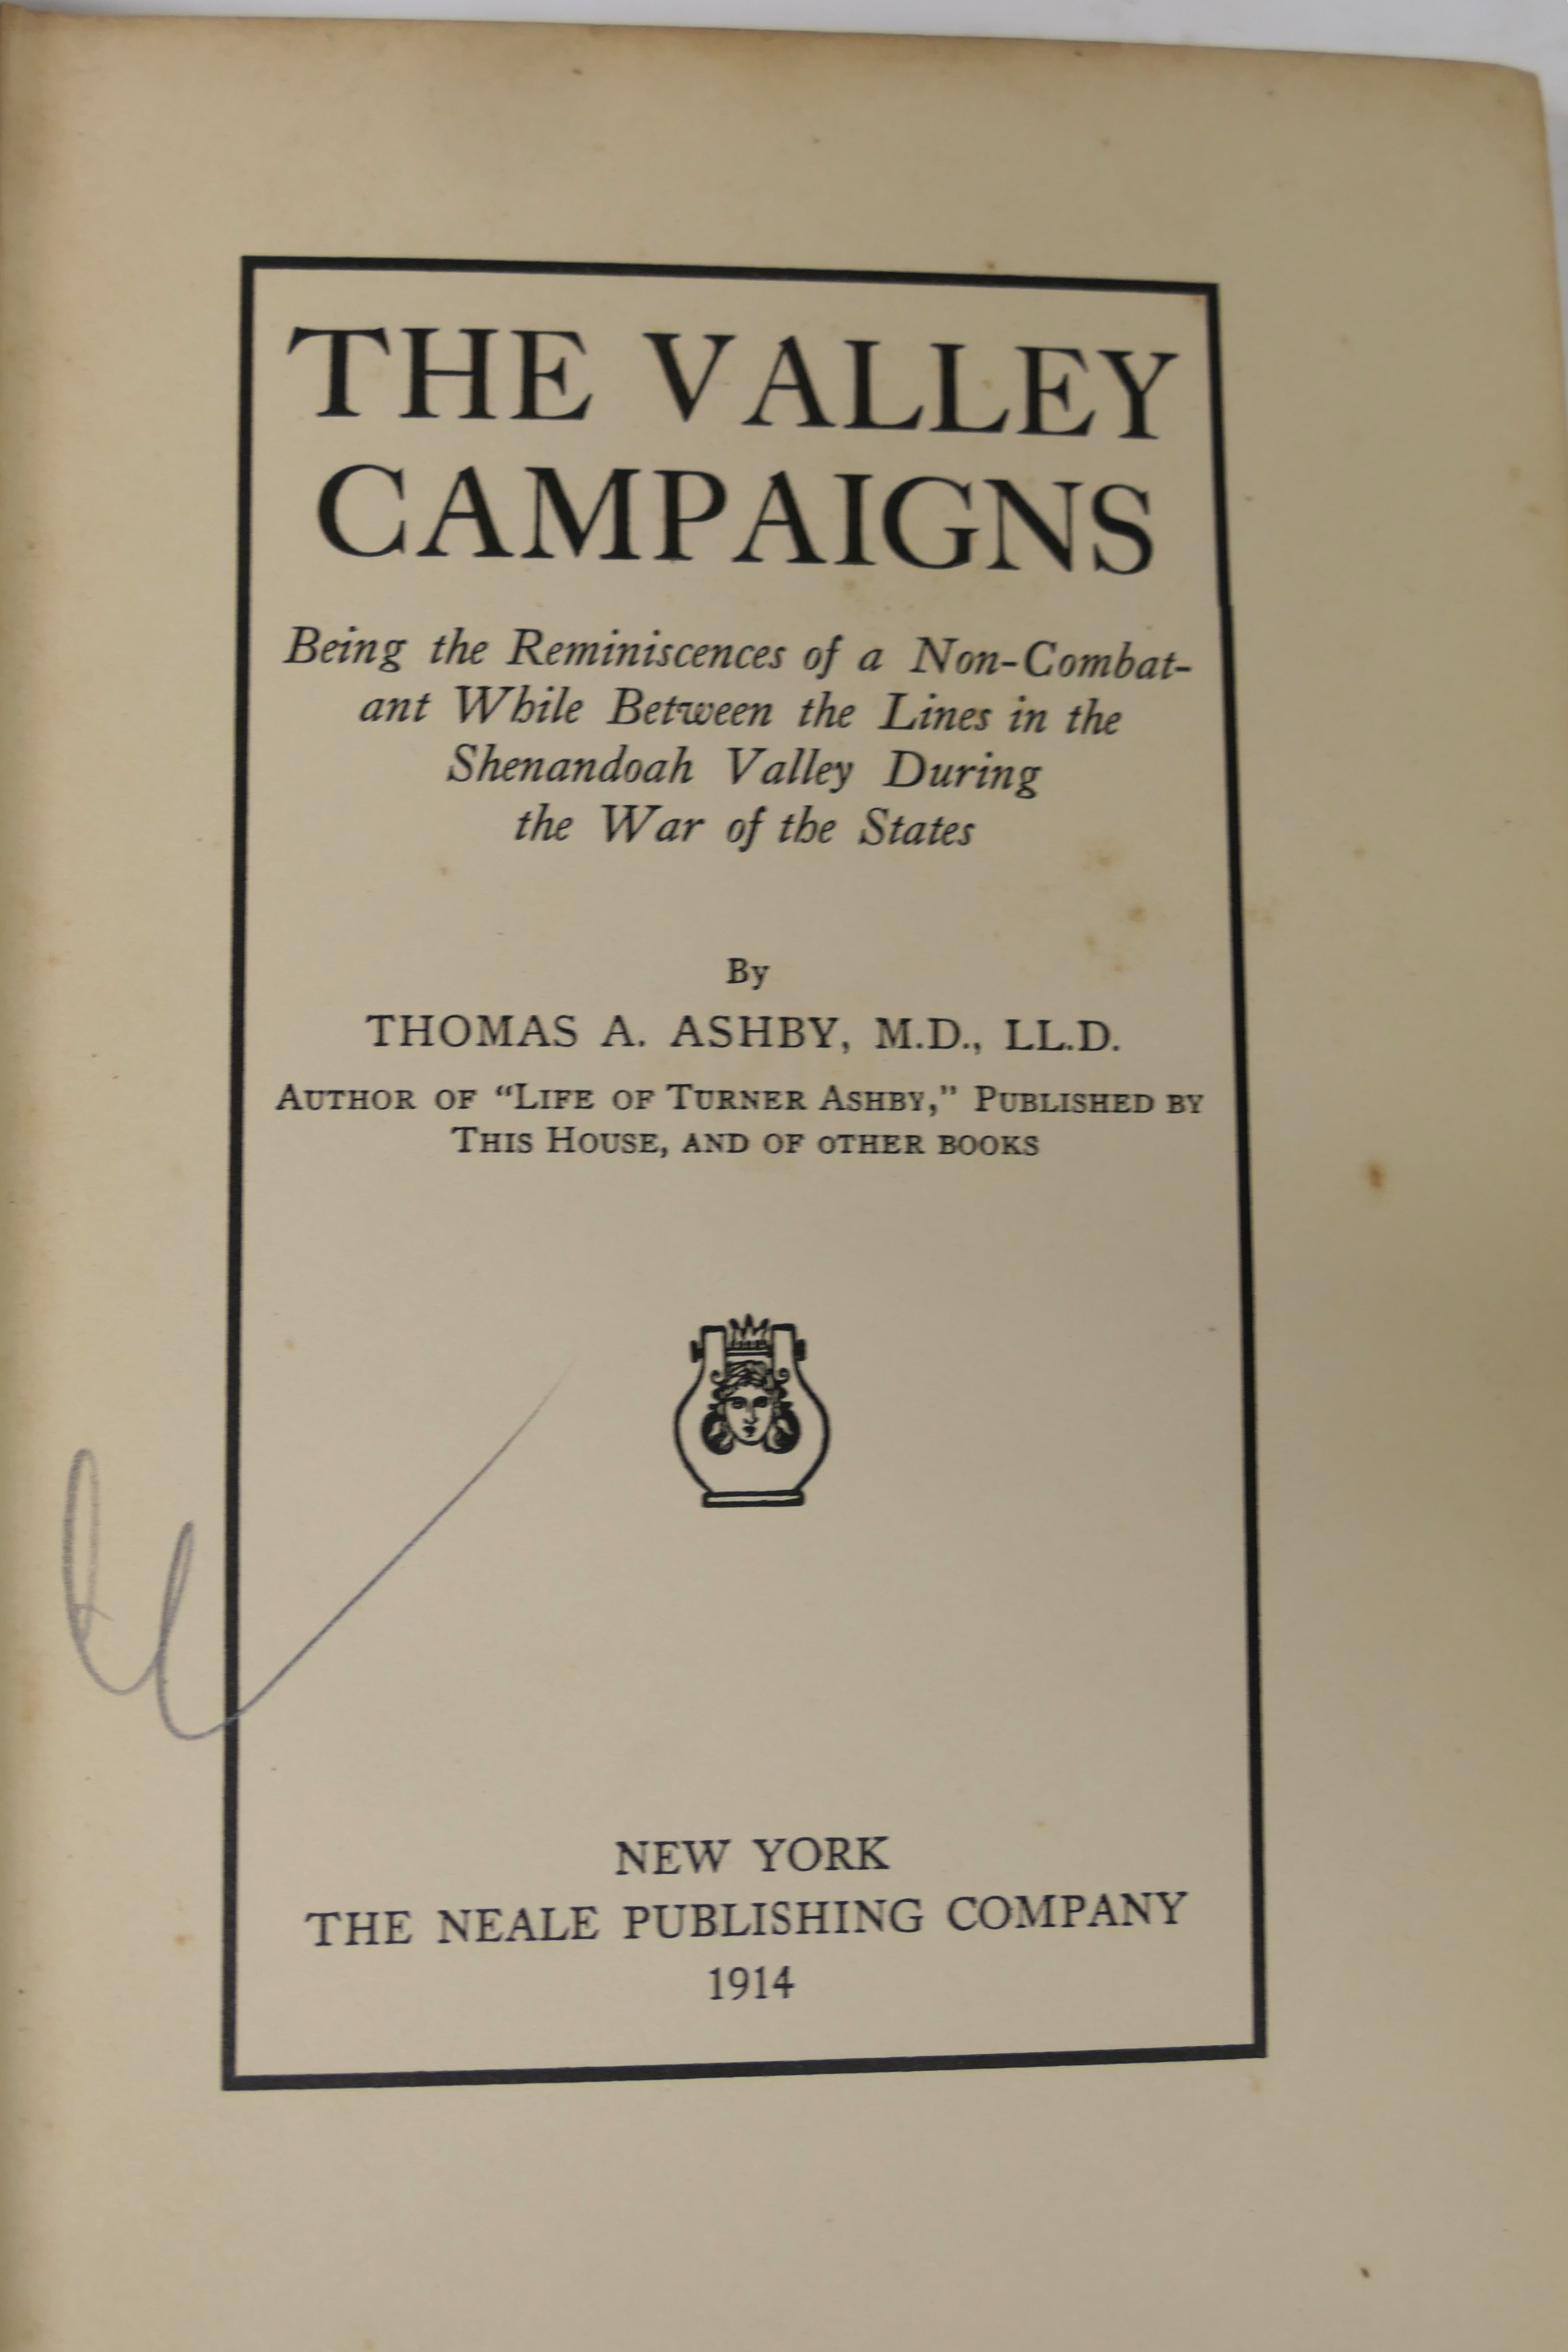 THE VALLEY
CAMPAIGNS
Being the Reminiscences of a Non-Combat-
ant While Between the Lines in the
Shenandoah Valley During
the War of the States
By
THOMAS A. ASHBY, M.D., LL.D.
AUTHOR OF “LIFE OF TURNER ASHBY,” PUBLISHED BY
THIS HOUSE, AND OF OTHER BOOKS
NEW YORK
THE NEALE PUBLISHING COMPANY
1914